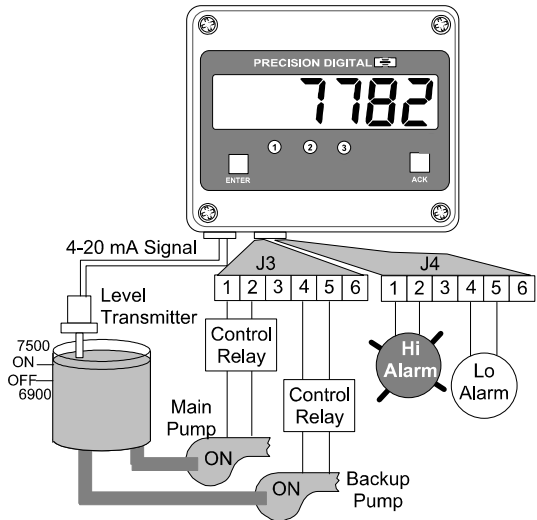 PRECISION DIGITAL
7782
1 2 3
ENTER
ACK
4-20 mA Signal
J3
J4
1 2 3 4 5 6
1 2 3 4 5 6
Level
Transmitter
7500
ON
OFF
6900
Control
Relay
Control
Relay
Hi
Alarm
Lo
Alarm
Main
Pump
ON
ON
Backup
Pump